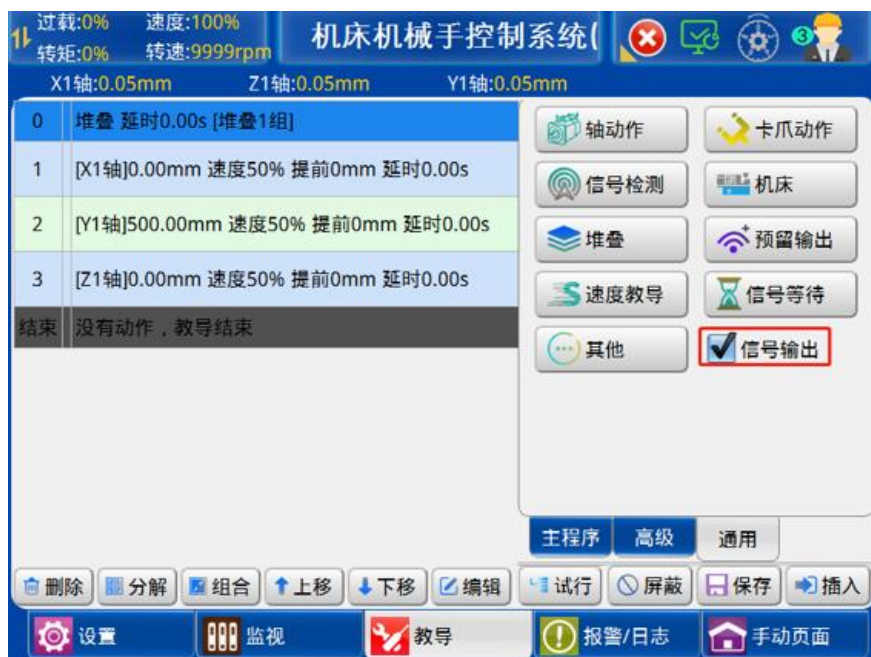 过载:0% 速度:100%
转矩:0% 转速:9999rpm
机床机械手控制系统(
3
X1轴:0.05mm Z1轴:0.05mm Y1轴:0.05mm
0 堆叠 延时0.00s [堆叠1组]
1 [X1轴]0.00mm 速度50% 提前0mm 延时0.00s
2 [Y1轴]500.00mm 速度50% 提前0mm 延时0.00s
3 [Z1轴]0.00mm 速度50% 提前0mm 延时0.00s
结束 没有动作，教导结束
轴动作 卡爪动作
信号检测 机床
堆叠 预留输出
速度教导 信号等待
其他 信号输出
主程序 高级 通用
删除 分解 组合 上移 下移 编辑 试行 屏蔽 保存 插入
设置 监视 教导 报警/日志 手动页面